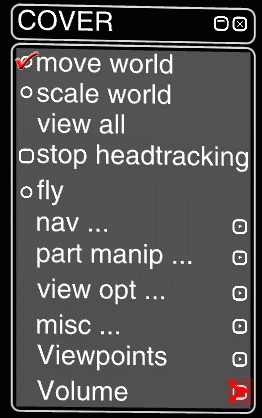 COVER
move world
scale world
view all
stop headtracking
fly
nav ...
part manip ...
view opt ...
misc ...
Viewpoints
Volume